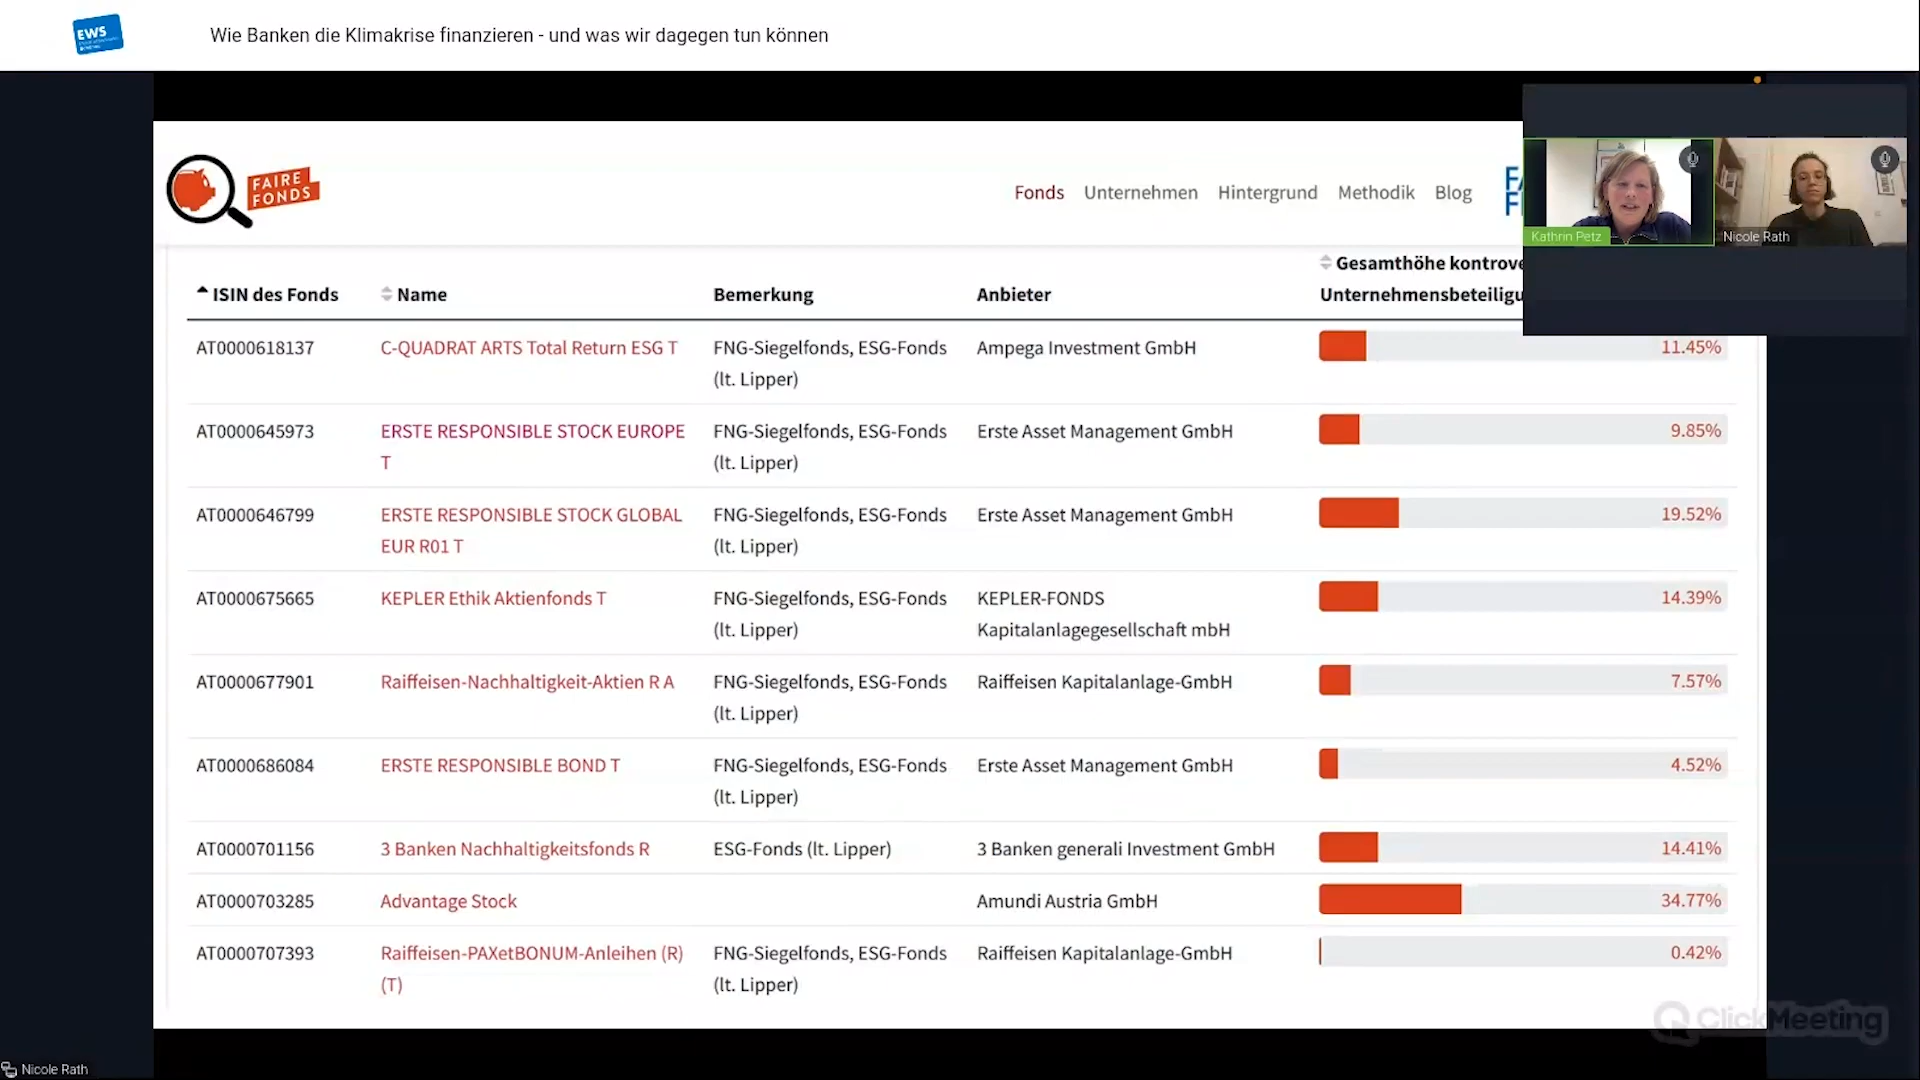 EWS
Wie Banken die Klimakrise finanzieren - und was wir dagegen tun können
FAIRE
FONDS
Fonds Unternehmen Hintergrund Methodik Blog
Kathrin Petz
Nicole Rath
ISIN des Fonds Name Bemerkung Anbieter Gesamthöhe kontrove
Unternehmensbeteiligu
AT0000618137 C-QUADRAT ARTS Total Return ESG T FNG-Siegelfonds, ESG-Fonds Ampega Investment GmbH 11.45%
(lt. Lipper)
AT0000645973 ERSTE RESPONSIBLE STOCK EUROPE FNG-Siegelfonds, ESG-Fonds Erste Asset Management GmbH 9.85%
T (lt. Lipper)
AT0000646799 ERSTE RESPONSIBLE STOCK GLOBAL FNG-Siegelfonds, ESG-Fonds Erste Asset Management GmbH 19.52%
EUR R01 T (lt. Lipper)
AT0000675665 KEPLER Ethik Aktienfonds T FNG-Siegelfonds, ESG-Fonds KEPLER-FONDS 14.39%
(lt. Lipper) Kapitalanlagegesellschaft mbH
AT0000677901 Raiffeisen-Nachhaltigkeit-Aktien R A FNG-Siegelfonds, ESG-Fonds Raiffeisen Kapitalanlage-GmbH 7.57%
(lt. Lipper)
AT0000686084 ERSTE RESPONSIBLE BOND T FNG-Siegelfonds, ESG-Fonds Erste Asset Management GmbH 4.52%
(lt. Lipper)
AT0000701156 3 Banken Nachhaltigkeitsfonds R ESG-Fonds (lt. Lipper) 3 Banken generali Investment GmbH 14.41%
AT0000703285 Advantage Stock Amundi Austria GmbH 34.77%
AT0000707393 Raiffeisen-PAXetBONUM-Anleihen (R) FNG-Siegelfonds, ESG-Fonds Raiffeisen Kapitalanlage-GmbH 0.42%
(T) (lt. Lipper)
ClickMeeting
Nicole Rath